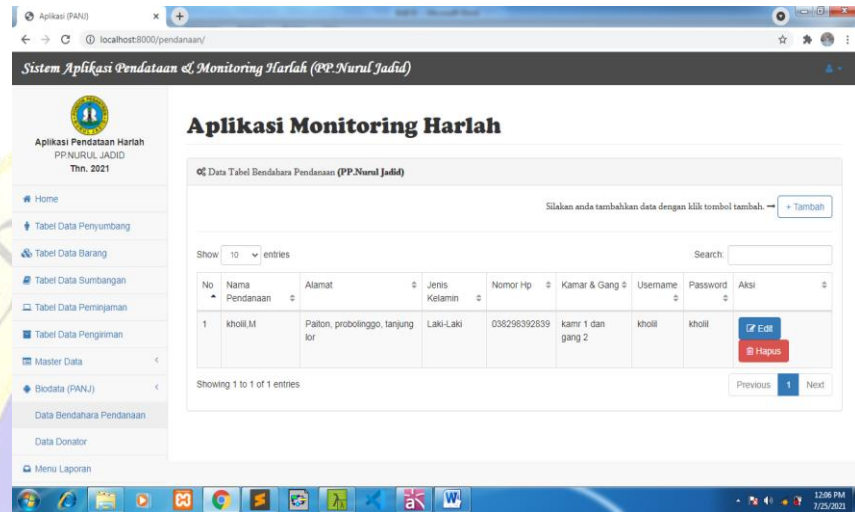 Aplikasi (PANJ)
localhost:8000/pendanaan/
Sistem Aplikasi Pendataan & Monitoring Harlah (PP.Nurul Jadid)
Aplikasi Pendataan Harlah
PP.NURUL JADID
Thn. 2021
Home
Tabel Data Penyumbang
Tabel Data Barang
Tabel Data Sumbangan
Tabel Data Peminjaman
Tabel Data Pengiriman
Master Data
Biodata (PANJ)
Data Bendahara Pendanaan
Data Donator
Menu Laporan
Aplikasi Monitoring Harlah
Data Tabel Bendahara Pendanaan (PP.Nurul Jadid)
Silakan anda tambahkan data dengan klik tombol tambah. → + Tambah
Show 10 entries Search:
No Nama Pendanaan Alamat Jenis Kelamin Nomor Hp Kamar & Gang Username Password Aksi
1 kholil,M Paiton, probolinggo, tanjung lor Laki-Laki 038298392839 kamr 1 dan gang 2 kholil kholil Edit
Hapus
Showing 1 to 1 of 1 entries Previous 1 Next
12:06 PM
7/25/2021